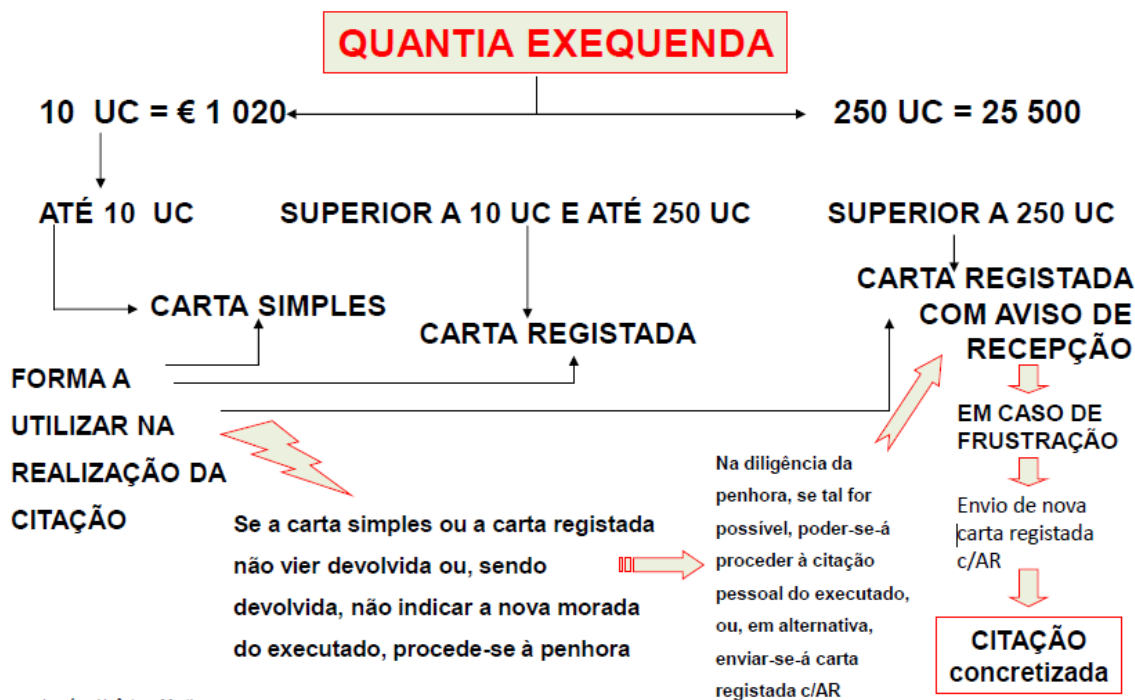 QUANTIA EXEQUENDA
10 UC = € 1 020
250 UC = 25 500
ATÉ 10 UC
SUPERIOR A 10 UC E ATÉ 250 UC
SUPERIOR A 250 UC
CARTA SIMPLES
CARTA REGISTADA
CARTA REGISTADA
COM AVISO DE
RECEPÇÃO
FORMA A
UTILIZAR NA
REALIZAÇÃO DA
CITAÇÃO
EM CASO DE
FRUSTRAÇÃO
Envio de nova
carta registada
c/AR
CITAÇÃO
concretizada
Se a carta simples ou a carta registada
não vier devolvida ou, sendo
devolvida, não indicar a nova morada
do executado, procede-se à penhora
Na diligência da
penhora, se tal for
possível, poder-se-á
proceder à citação
pessoal do executado,
ou, em alternativa,
enviar-se-á carta
registada c/AR